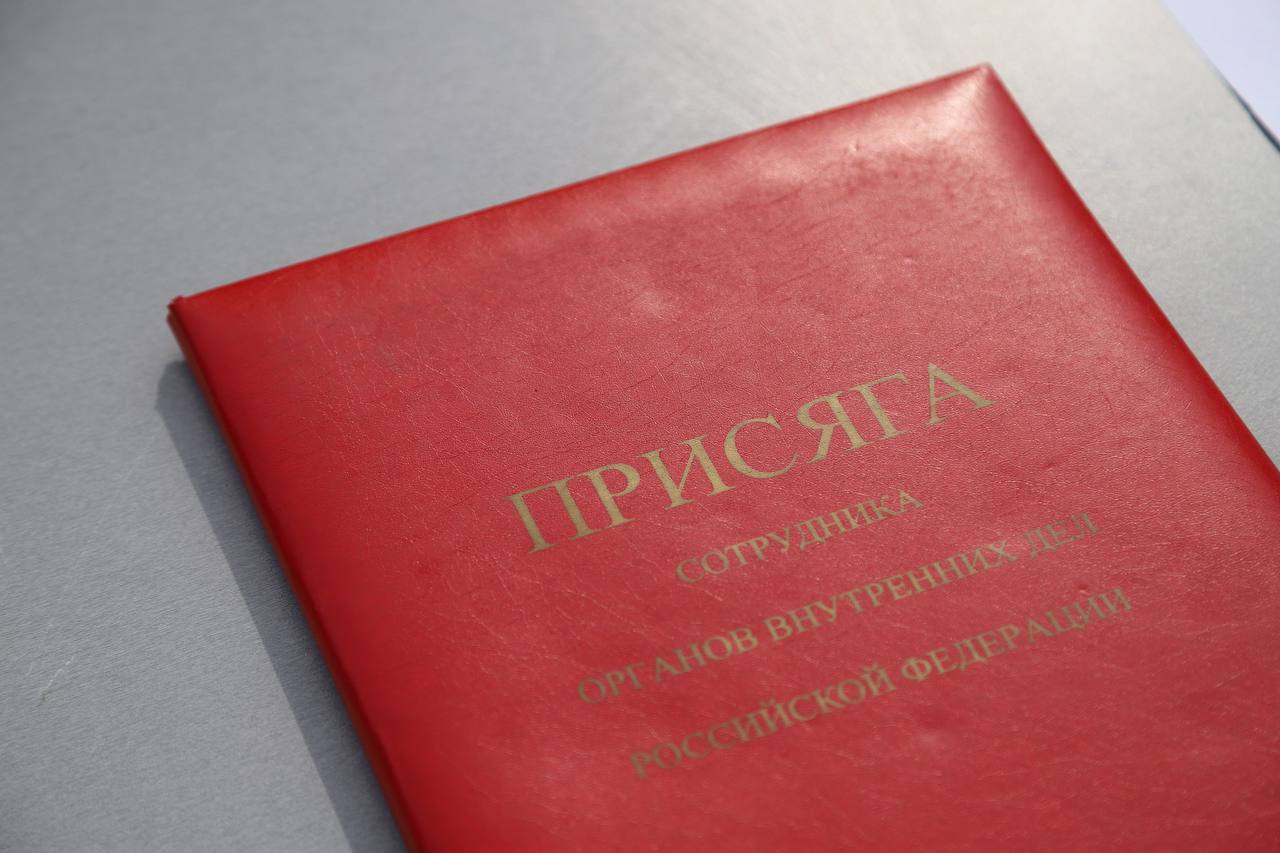 ПРИСЯГА
СОТРУДНИКА
ОРГАНОВ ВНУТРЕННИХ ДЕЛ
РОССИЙСКОЙ ФЕДЕРАЦИИ